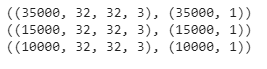 ((35000, 32, 32, 3), (35000, 1))
((15000, 32, 32, 3), (15000, 1))
((10000, 32, 32, 3), (10000, 1))